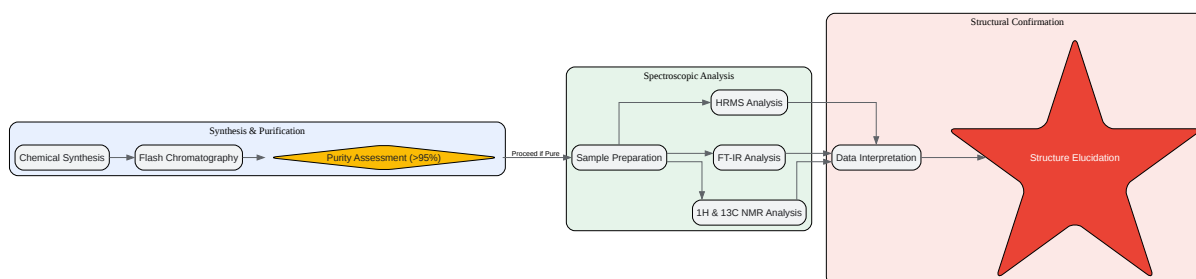 Synthesis & Purification
Chemical Synthesis
Flash Chromatography
Purity Assessment (>95%)
Proceed if Pure
Spectroscopic Analysis
Sample Preparation
HRMS Analysis
FT-IR Analysis
1H & 13C NMR Analysis
Structural Confirmation
Data Interpretation
Structure Elucidation